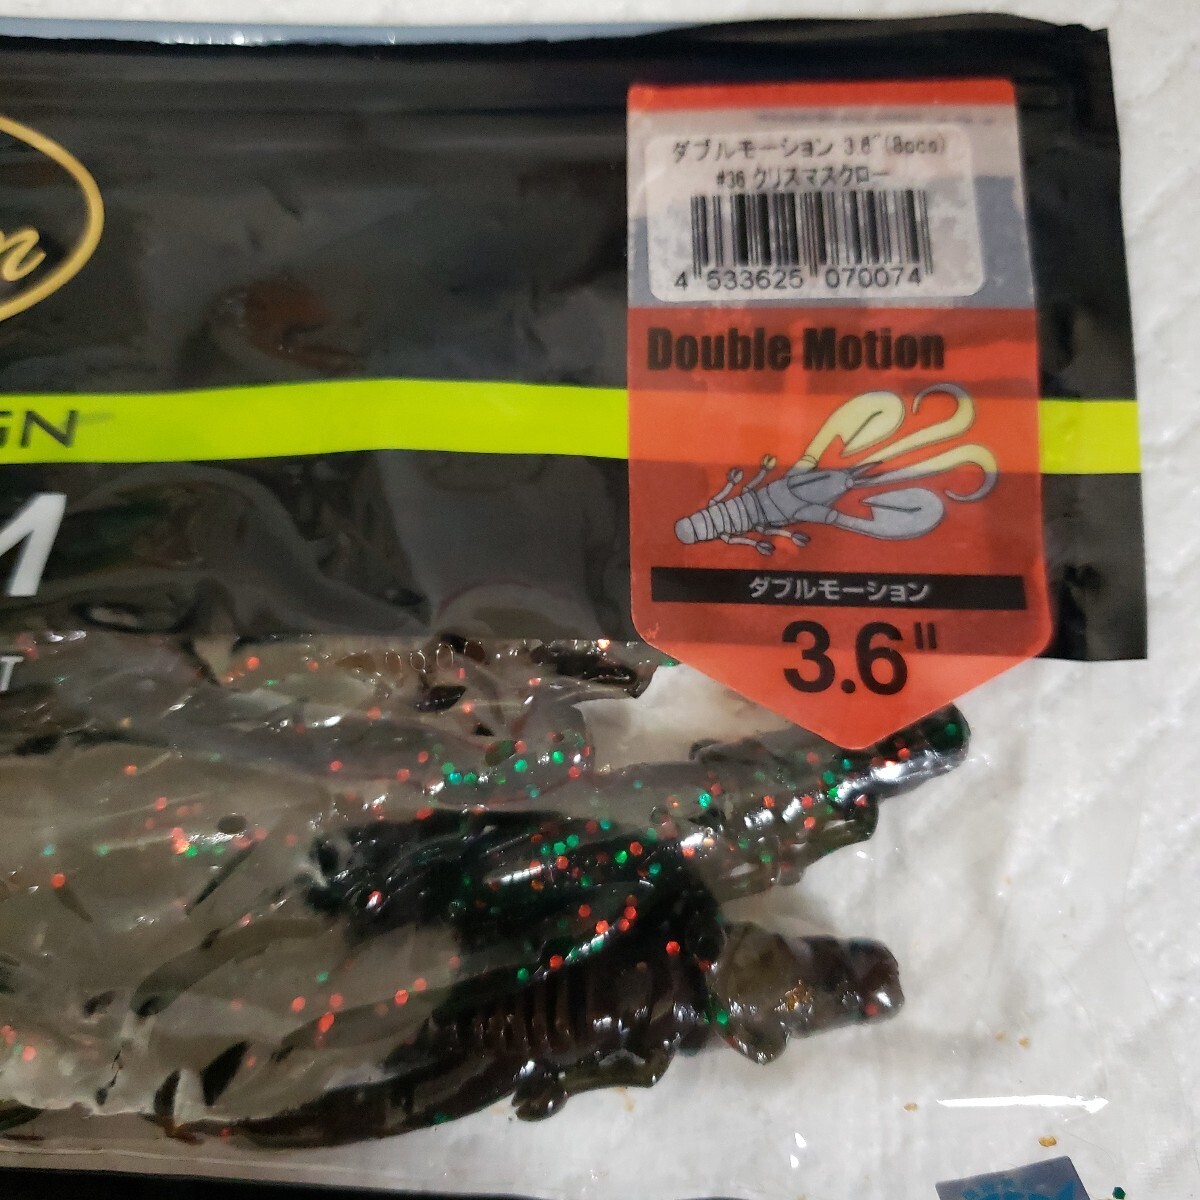 ダブルモーション 3.6"(8pcs)
#36 クリスマスクロー
4 533625 070074
Double Motion
GN
M
T
ダブルモーション
3.6"